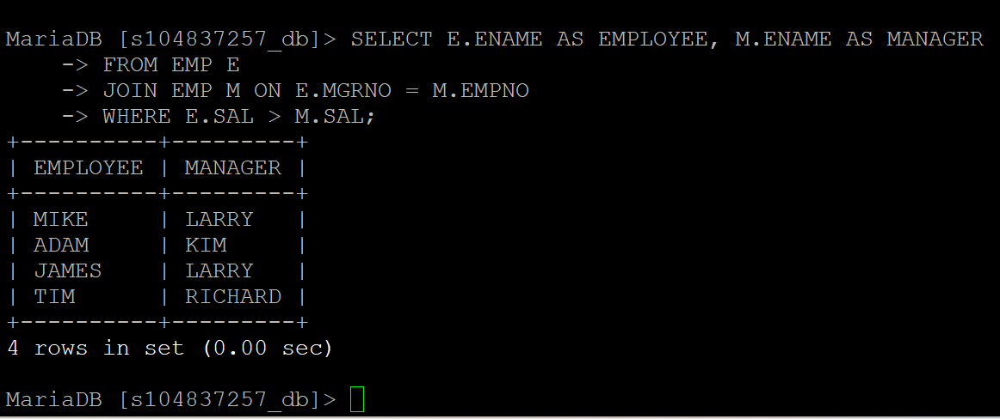 MariaDB [s104837257_db]> SELECT E.ENAME AS EMPLOYEE, M.ENAME AS MANAGER
    -> FROM EMP E
    -> JOIN EMP M ON E.MGRNO = M.EMPNO
    -> WHERE E.SAL > M.SAL;
+----------+---------+
| EMPLOYEE | MANAGER |
+----------+---------+
| MIKE     | LARRY   |
| ADAM     | KIM     |
| JAMES    | LARRY   |
| TIM      | RICHARD |
+----------+---------+
4 rows in set (0.00 sec)
MariaDB [s104837257_db]>